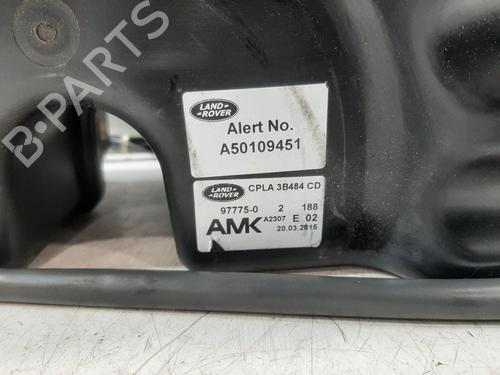 B-PARTS
LAND
ROVER
Alert No.
A50109451
LAND
ROVER
CPLA 3B484 CD
97775-0 2 188
AMK A2307 E 02
20.03.2015